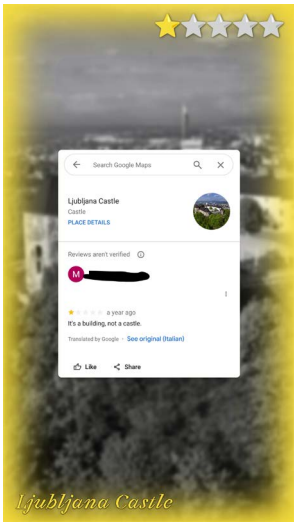 Search Google Maps
Ljubljana Castle
Castle
PLACE DETAILS
Reviews aren't verified
M
a year ago
It's a building, not a castle.
Translated by Google · See original (Italian)
Like Share
Ljubljana Castle